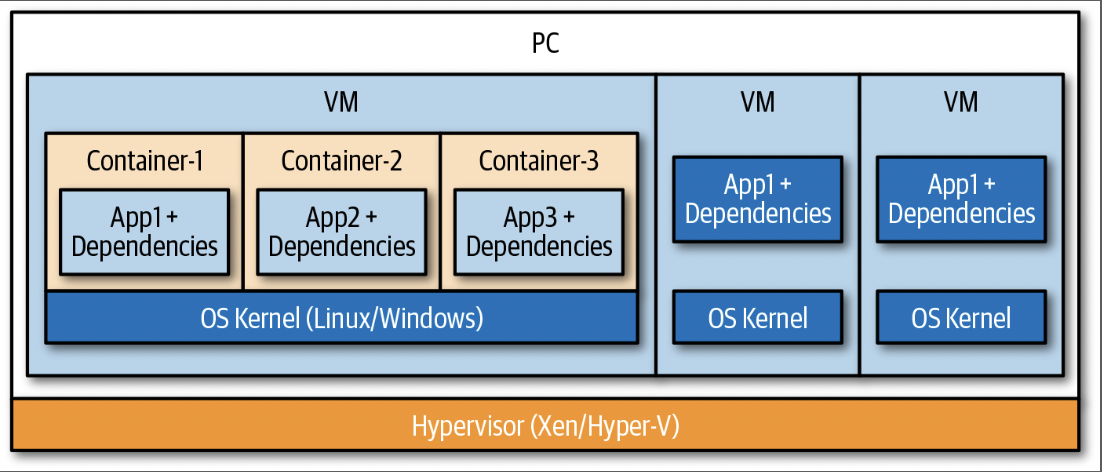 PC
VM
Container-1
App1 +
Dependencies
Container-2
App2 +
Dependencies
Container-3
App3 +
Dependencies
OS Kernel (Linux/Windows)
VM
App1 +
Dependencies
OS Kernel
VM
App1 +
Dependencies
OS Kernel
Hypervisor (Xen/Hyper-V)